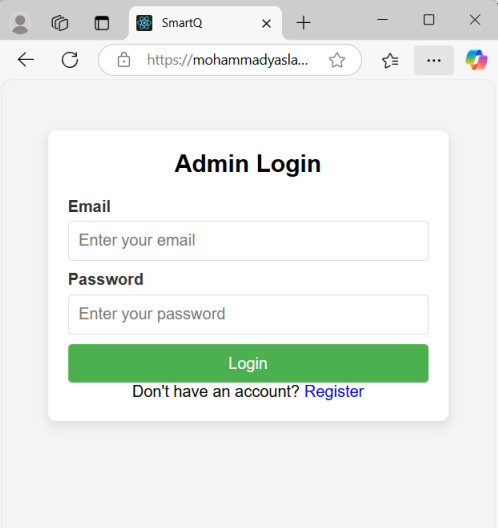 SmartQ
https://mohammadyasla...
Admin Login
Email
Enter your email
Password
Enter your password
Login
Don't have an account? Register